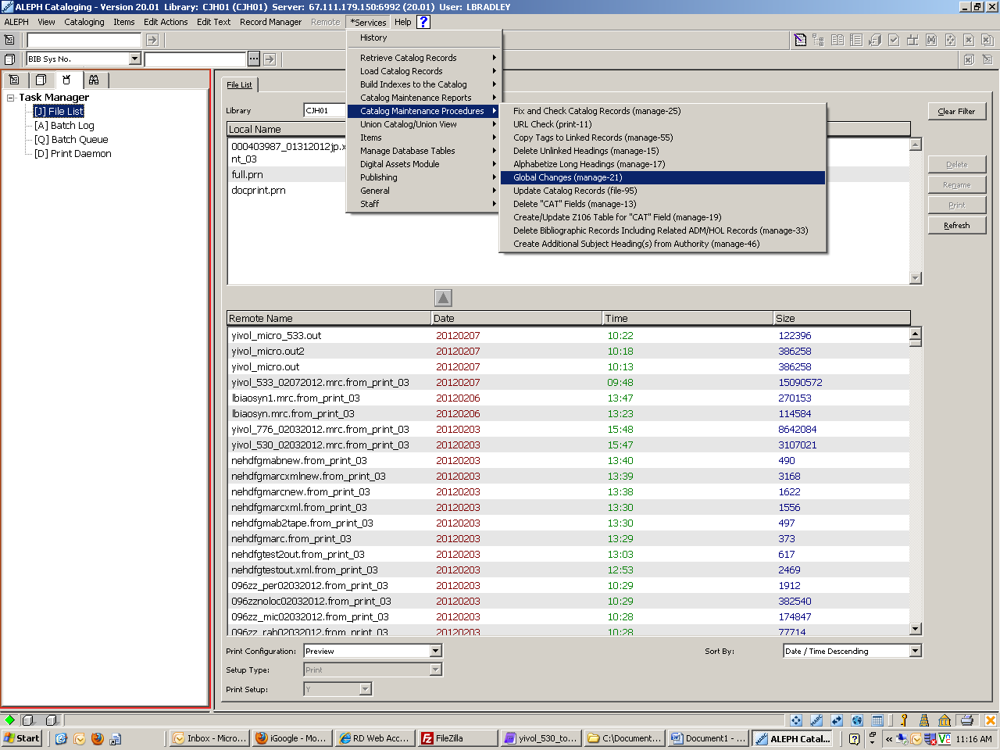 ALEPH Cataloging - Version 20.01 Library: CJH01 (CJH01) Server: 67.111.179.150:6992 (20.01) User: LBRADLEY
ALEPH View Cataloging Items Edit Actions Edit Text Record Manager Remote *Services Help ?
BIB Sys No.
History
Retrieve Catalog Records
Load Catalog Records
Build Indexes to the Catalog
Catalog Maintenance Reports
Catalog Maintenance Procedures
Union Catalog/Union View
Items
Manage Database Tables
Digital Assets Module
Publishing
General
Staff
Fix and Check Catalog Records (manage-25)
URL Check (print-11)
Copy Tags to Linked Records (manage-55)
Delete Unlinked Headings (manage-15)
Alphabetize Long Headings (manage-17)
Global Changes (manage-21)
Update Catalog Records (file-95)
Delete "CAT" Fields (manage-13)
Create/Update Z106 Table for "CAT" Field (manage-19)
Delete Bibliographic Records Including Related ADM/HOL Records (manage-33)
Create Additional Subject Heading(s) from Authority (manage-46)
Task Manager
[J] File List
[A] Batch Log
[Q] Batch Queue
[D] Print Daemon
File List
Library CJH01
Clear Filter
Local Name
000403987_01312012jp.x
nt_03
full.prn
docprint.prn
Delete
Rename
Print
Refresh
Remote Name Date Time Size
yivol_micro_533.out 20120207 10:22 122396
yivol_micro.out2 20120207 10:18 386258
yivol_micro.out 20120207 10:13 386258
yivol_533_02072012.mrc.from_print_03 20120207 09:48 15090572
lbiaosyn1.mrc.from_print_03 20120206 13:47 270153
lbiaosyn.mrc.from_print_03 20120206 13:23 114584
yivol_776_02032012.mrc.from_print_03 20120203 15:48 8642084
yivol_530_02032012.mrc.from_print_03 20120203 15:47 3107021
nehdfgmabnew.from_print_03 20120203 13:40 490
nehdfgmarcxmlnew.from_print_03 20120203 13:39 3168
nehdfgmarcnew.from_print_03 20120203 13:38 1622
nehdfgmarcxml.from_print_03 20120203 13:30 1556
nehdfgmab2tape.from_print_03 20120203 13:30 497
nehdfgmarc.from_print_03 20120203 13:29 373
nehdfgtest2out.from_print_03 20120203 13:03 617
nehdfgtestout.xml.from_print_03 20120203 12:53 2469
096zz_per02032012.from_print_03 20120203 10:29 1912
096zznoloc02032012.from_print_03 20120203 10:29 382540
096zz_mic02032012.from_print_03 20120203 10:28 174847
096zz_rah02032012.from_print_03 20120203 10:28 77714
Print Configuration: Preview Sort By: Date / Time Descending
Setup Type: Print
Print Setup: Y
Start Inbox - Micro... iGoogle - Mo... RD Web Acc... FileZilla yivol_530_to... C:\Document... Document1 - ... ALEPH Catal... « 11:16 AM